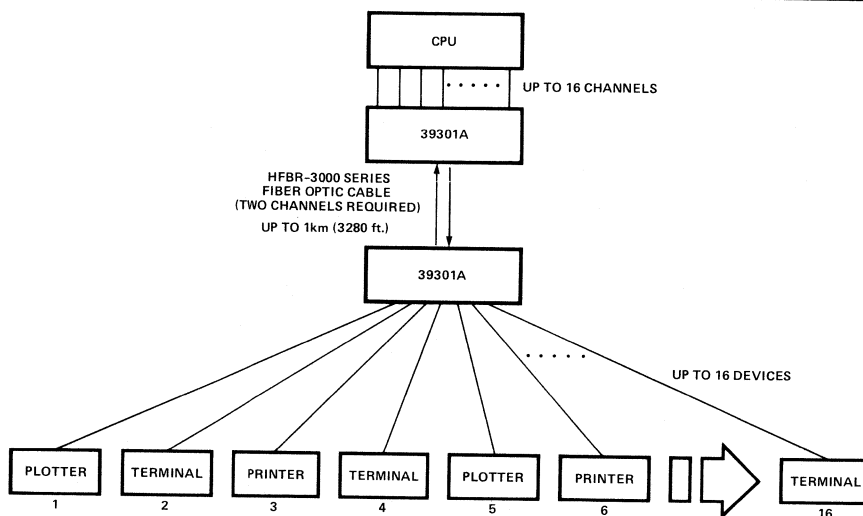 CPU
UP TO 16 CHANNELS
39301A
HFBR-3000 SERIES
FIBER OPTIC CABLE
(TWO CHANNELS REQUIRED)
UP TO 1km (3280 ft.)
39301A
UP TO 16 DEVICES
PLOTTER
TERMINAL
PRINTER
TERMINAL
PLOTTER
PRINTER
TERMINAL
1
2
3
4
5
6
16